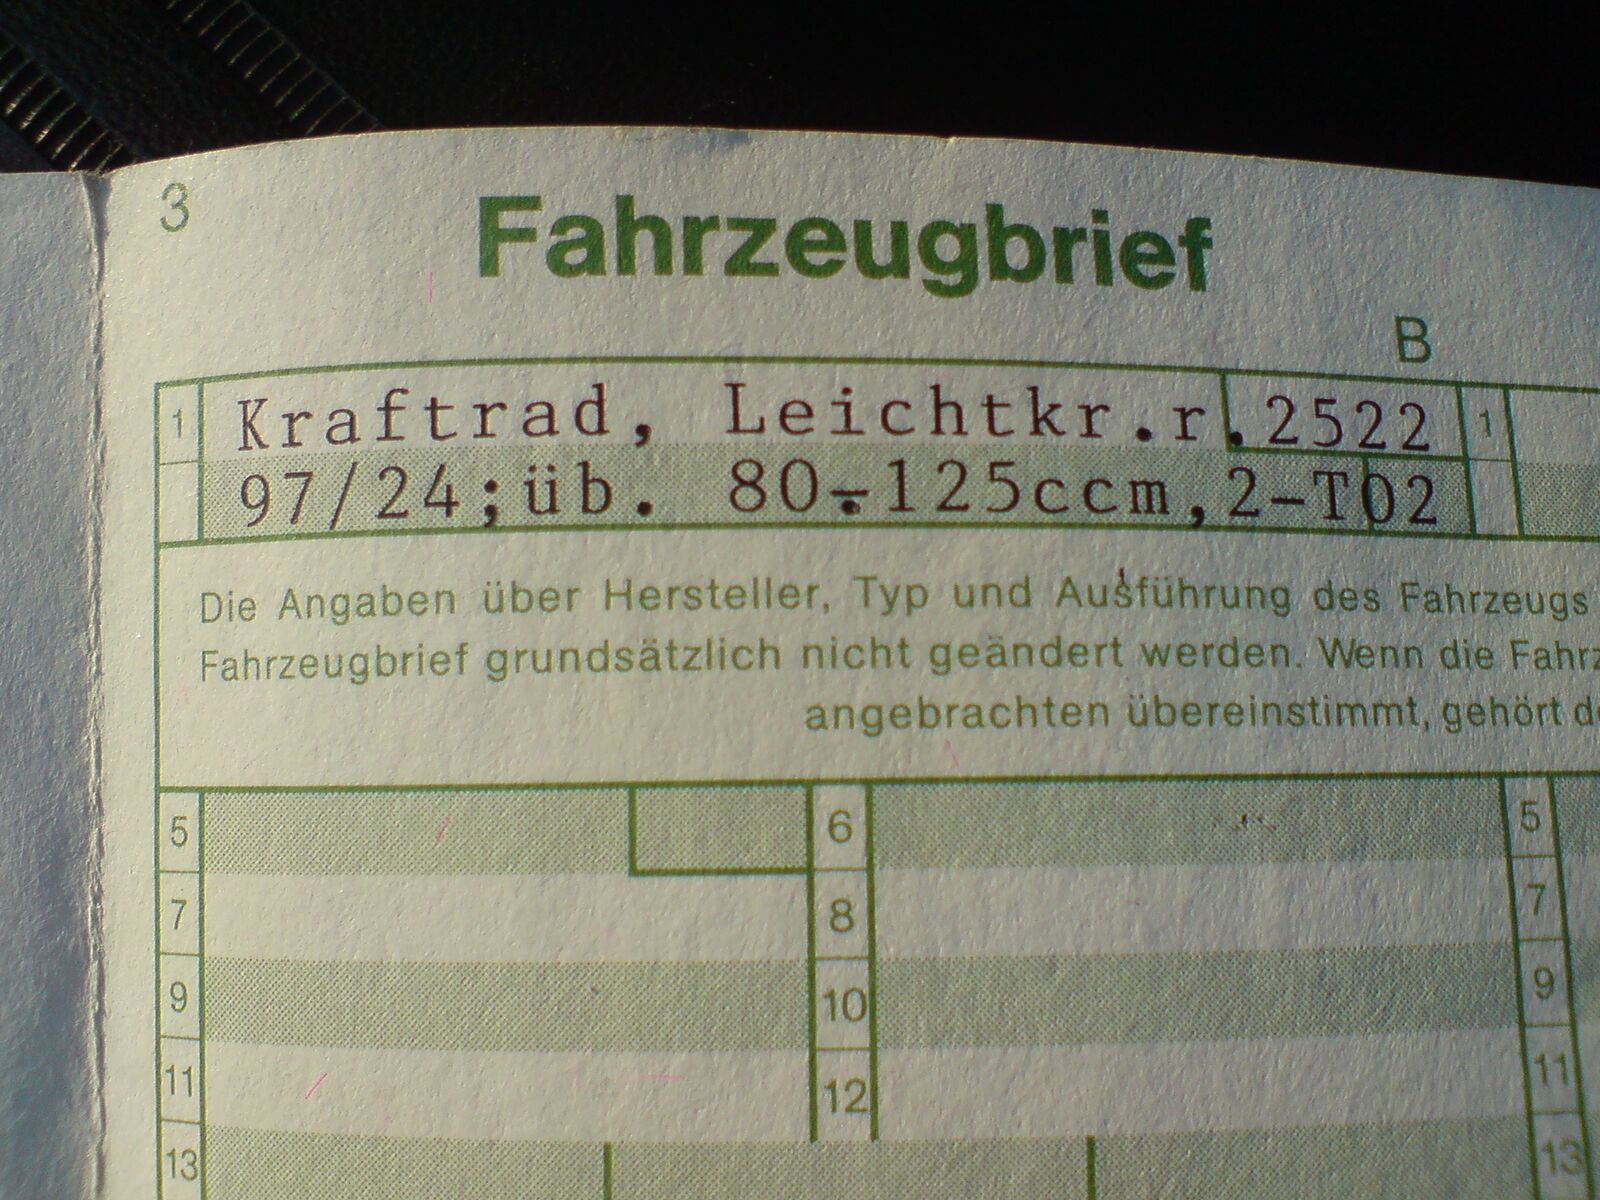 3 Fahrzeugbrief
B
1 Kraftrad, Leichtkr.r.2522 1
97/24;üb. 80-125ccm,2-T02
Die Angaben über Hersteller, Typ und Ausführung des Fahrzeugs
Fahrzeugbrief grundsätzlich nicht geändert werden. Wenn die Fahrz
angebrachten übereinstimmt, gehört de
5 6 5
7 8 7
9 10 9
11 12 11
13 13